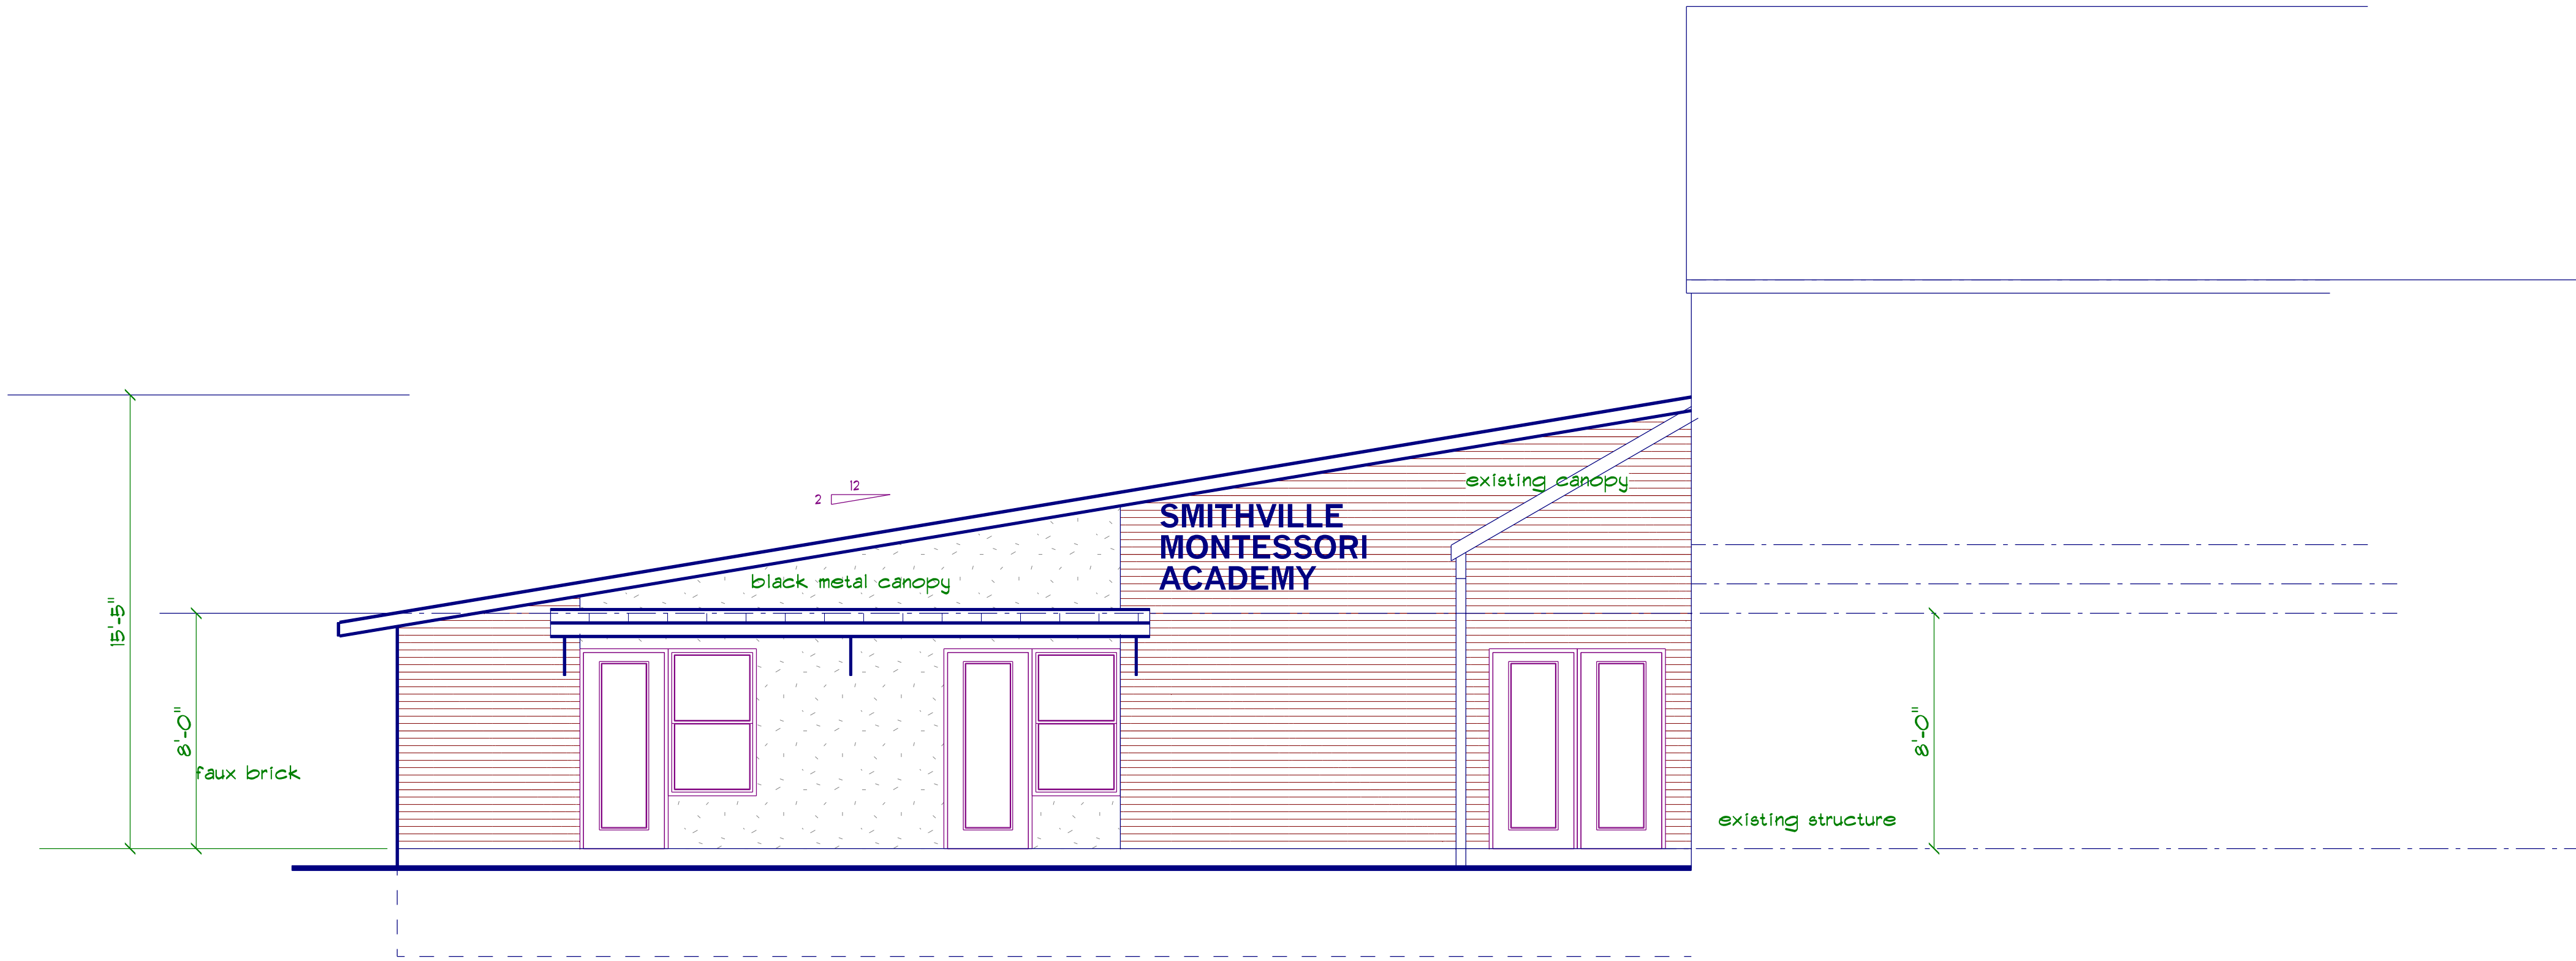 12
2
existing canopy
SMITHVILLE
MONTESSORI
ACADEMY
black metal canopy
15'-5"
8'-0"
8'-0"
faux brick
existing structure